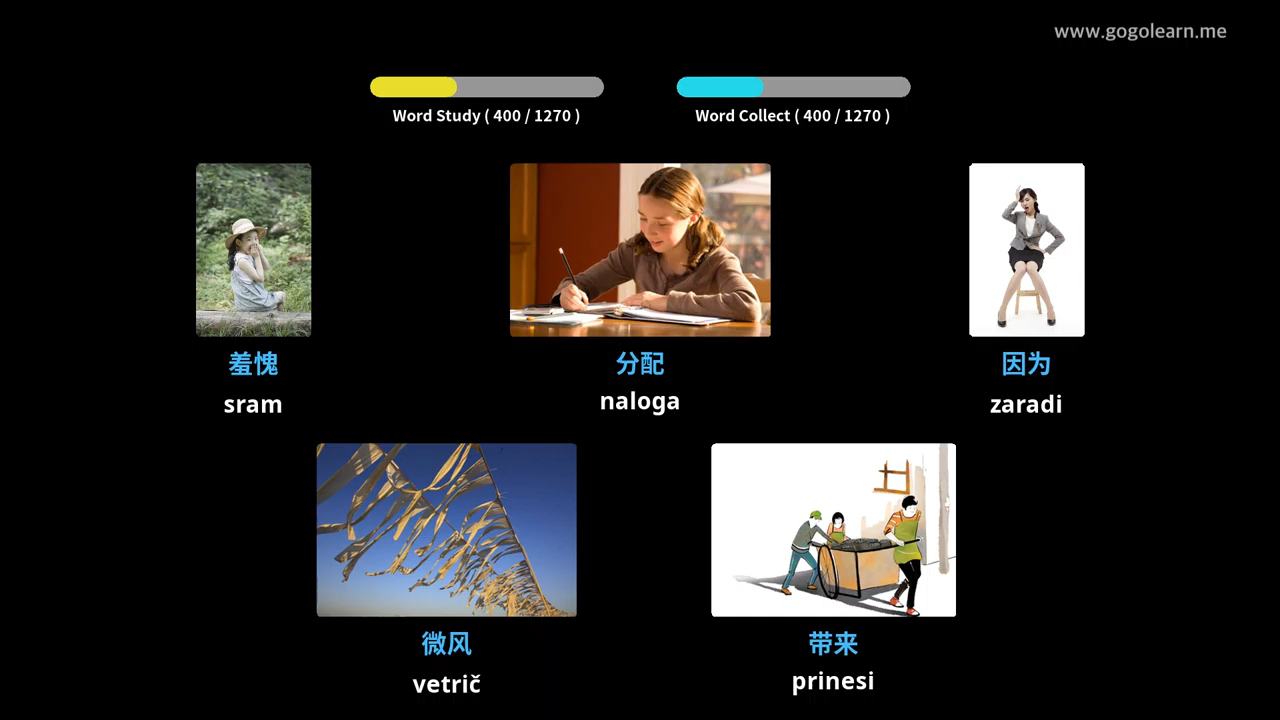 www.gogolearn.me
Word Study ( 400 / 1270 )
Word Collect ( 400 / 1270 )
羞愧
sram
分配
naloga
因为
zaradi
微风
vetrič
带来
prinesi